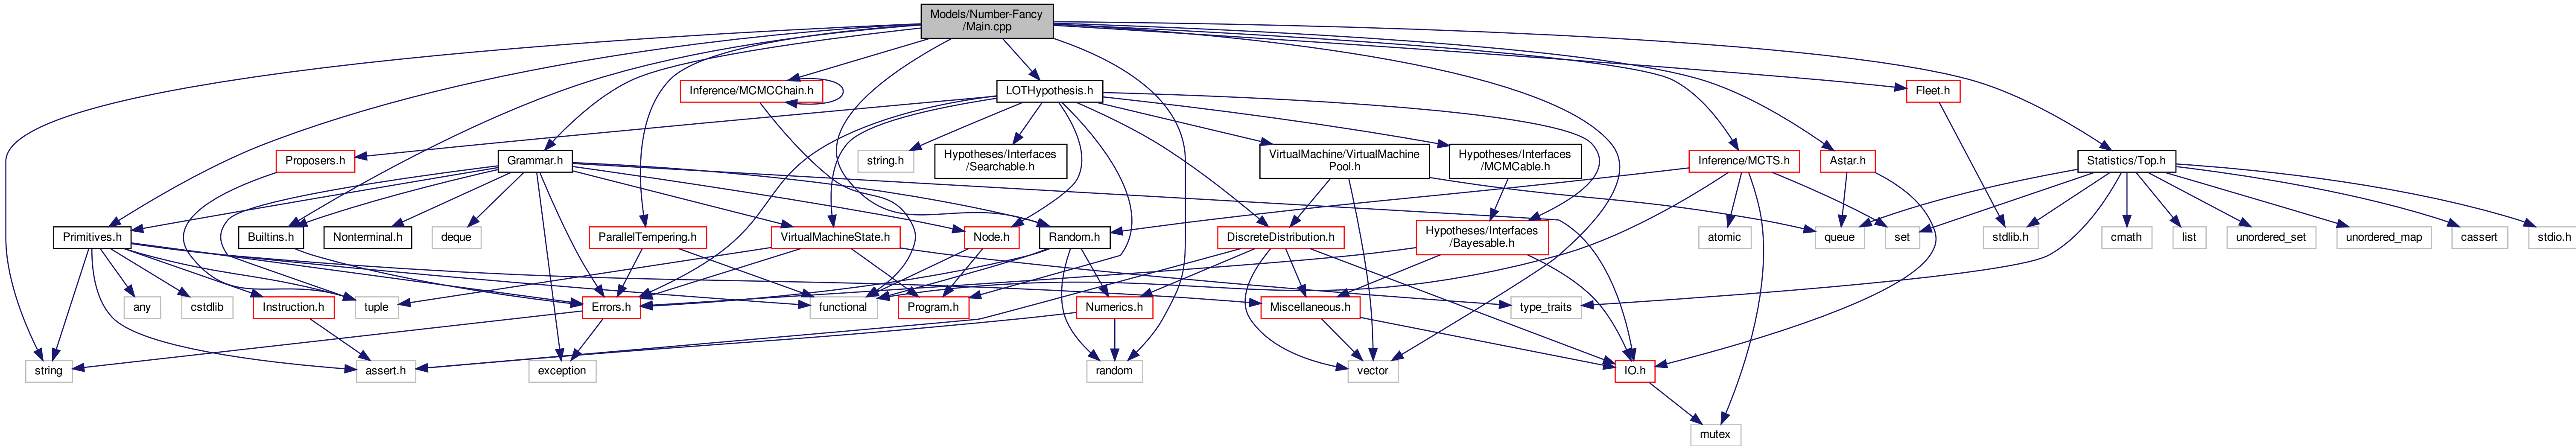 Models/Number-Fancy
/Main.cpp
Inference/MCMCChain.h
LOTHypothesis.h
Fleet.h
Proposers.h
Grammar.h
string.h
Hypotheses/Interfaces
/Searchable.h
VirtualMachine/VirtualMachine
Pool.h
Hypotheses/Interfaces
/MCMCable.h
Inference/MCTS.h
Astar.h
Statistics/Top.h
Primitives.h
Builtins.h
Nonterminal.h
deque
ParallelTempering.h
VirtualMachineState.h
Node.h
Random.h
DiscreteDistribution.h
Hypotheses/Interfaces
/Bayesable.h
atomic
queue
set
stdlib.h
cmath
list
unordered_set
unordered_map
cassert
stdio.h
any
cstdlib
Instruction.h
tuple
Errors.h
functional
Program.h
Numerics.h
Miscellaneous.h
type_traits
string
assert.h
exception
random
vector
IO.h
mutex